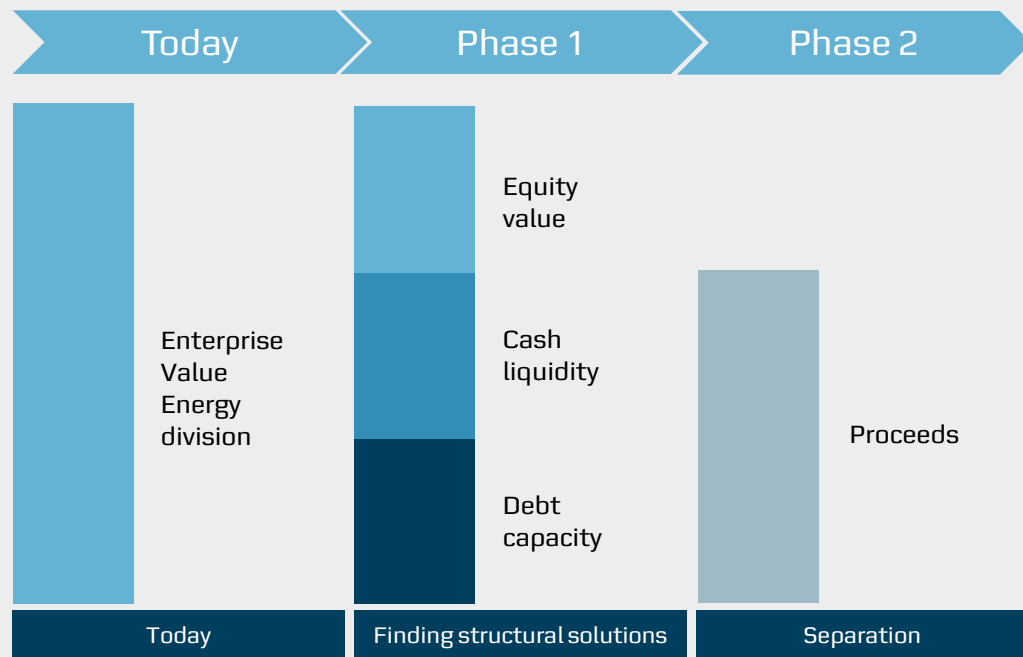 Today
Phase 1
Phase 2
Enterprise
Value
Energy
division
Equity
value
Cash
liquidity
Debt
capacity
Proceeds
Today
Finding structural solutions
Separation